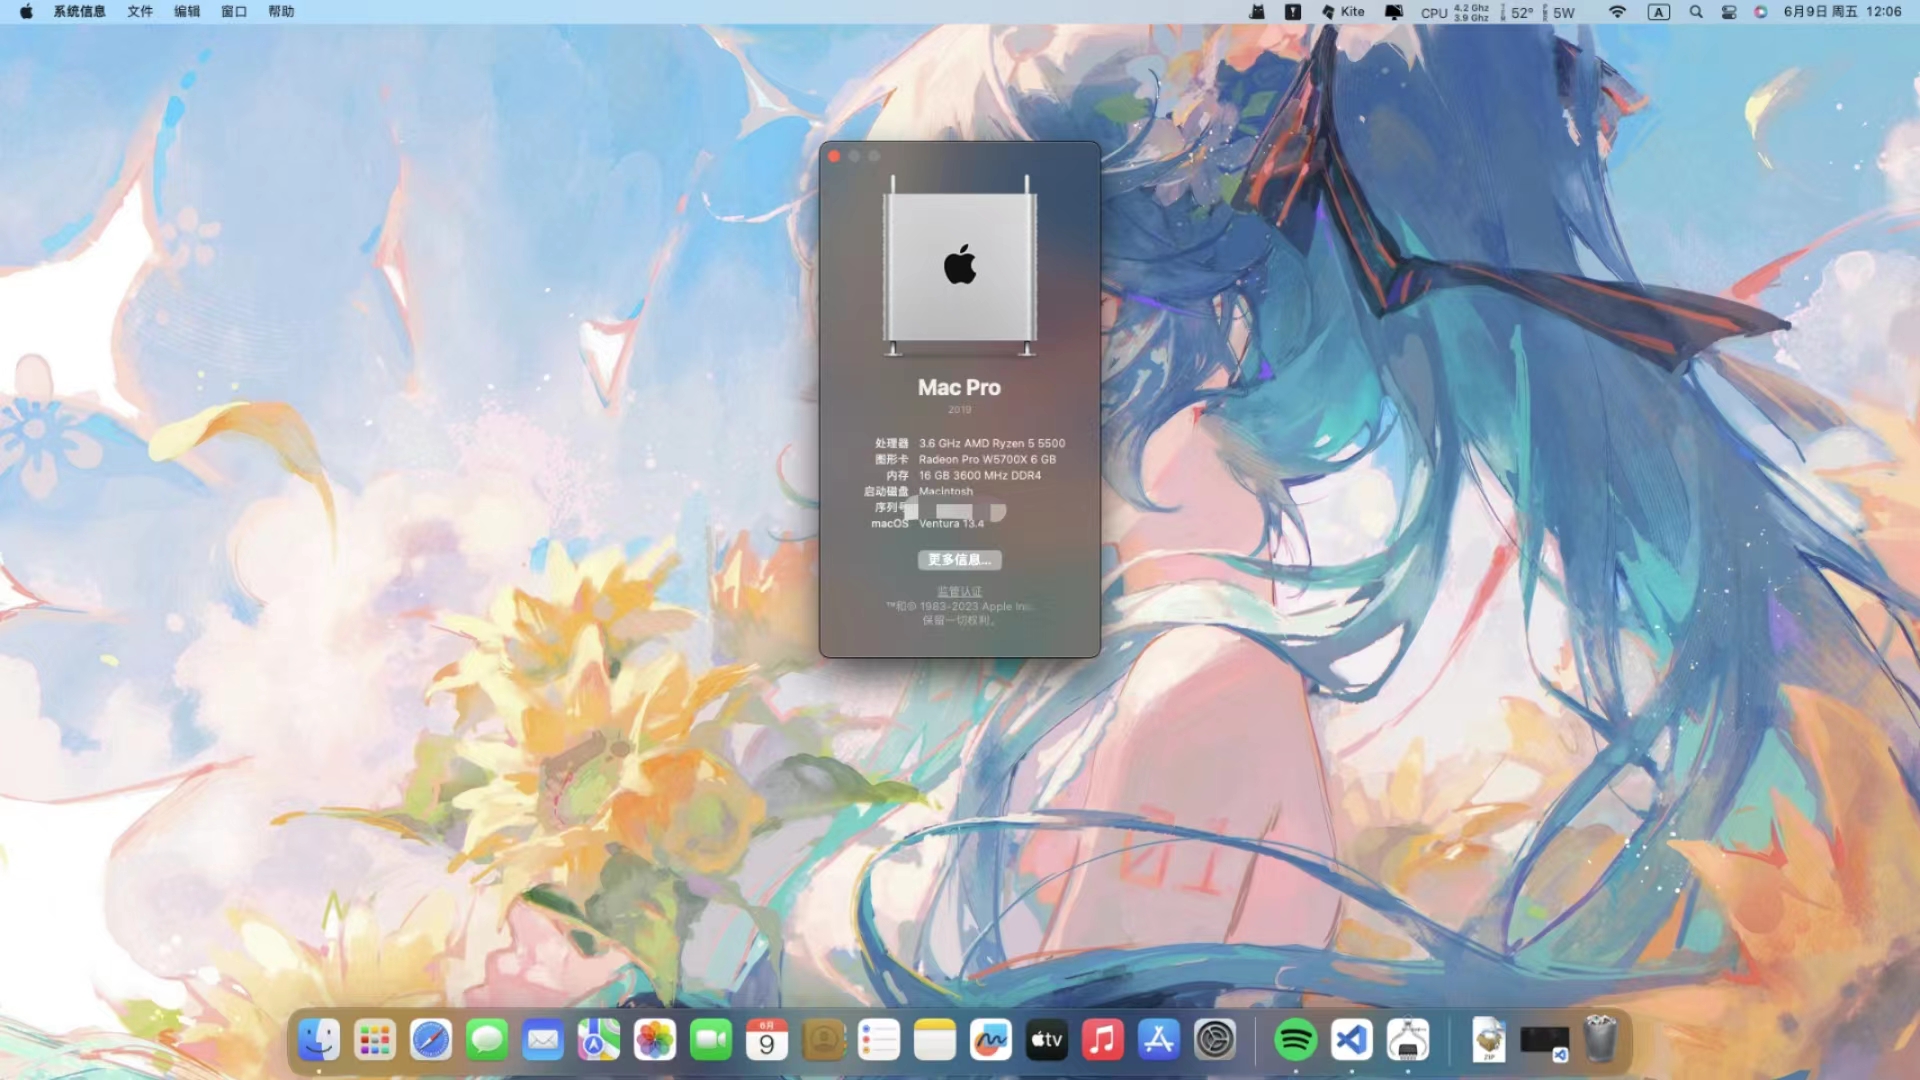 系统信息 文件 编辑 窗口 帮助
Kite CPU 4.2 Ghz 3.9 Ghz 52° 5W A 6月9日 周五 12:06
Mac Pro
2019
处理器 3.6 GHz AMD Ryzen 5 5500
图形卡 Radeon Pro W5700X 6 GB
内存 16 GB 3600 MHz DDR4
启动磁盘 Macintosh
序列号
macOS Ventura 13.4
更多信息...
监管认证
™和© 1983-2023 Apple Inc.
保留一切权利。
01
6月
9
tv
ZIP